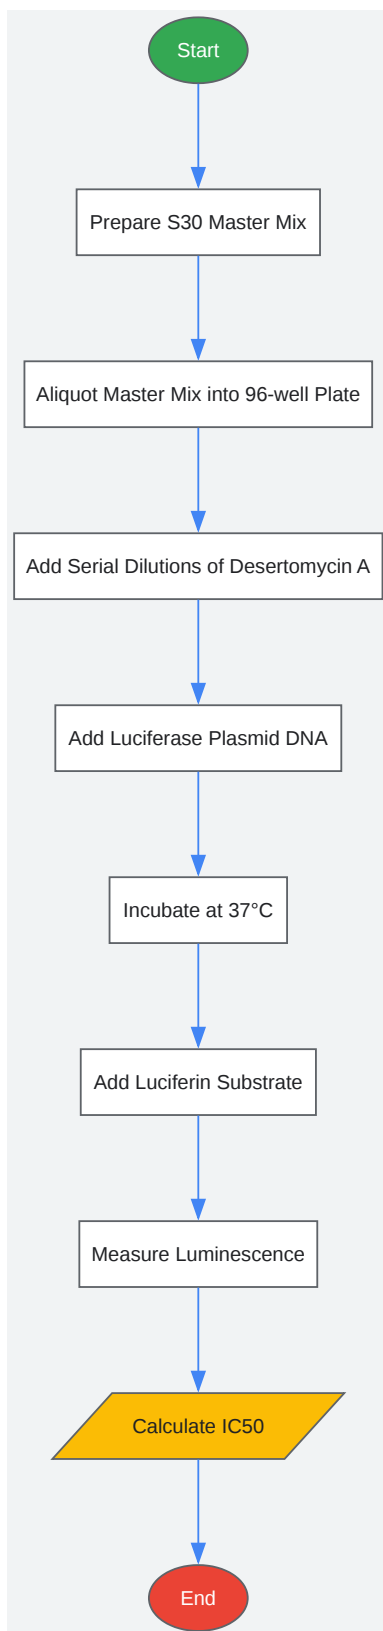 Start
Prepare S30 Master Mix
Aliquot Master Mix into 96-well Plate
Add Serial Dilutions of Desertomycin A
Add Luciferase Plasmid DNA
Incubate at 37°C
Add Luciferin Substrate
Measure Luminescence
Calculate IC50
End